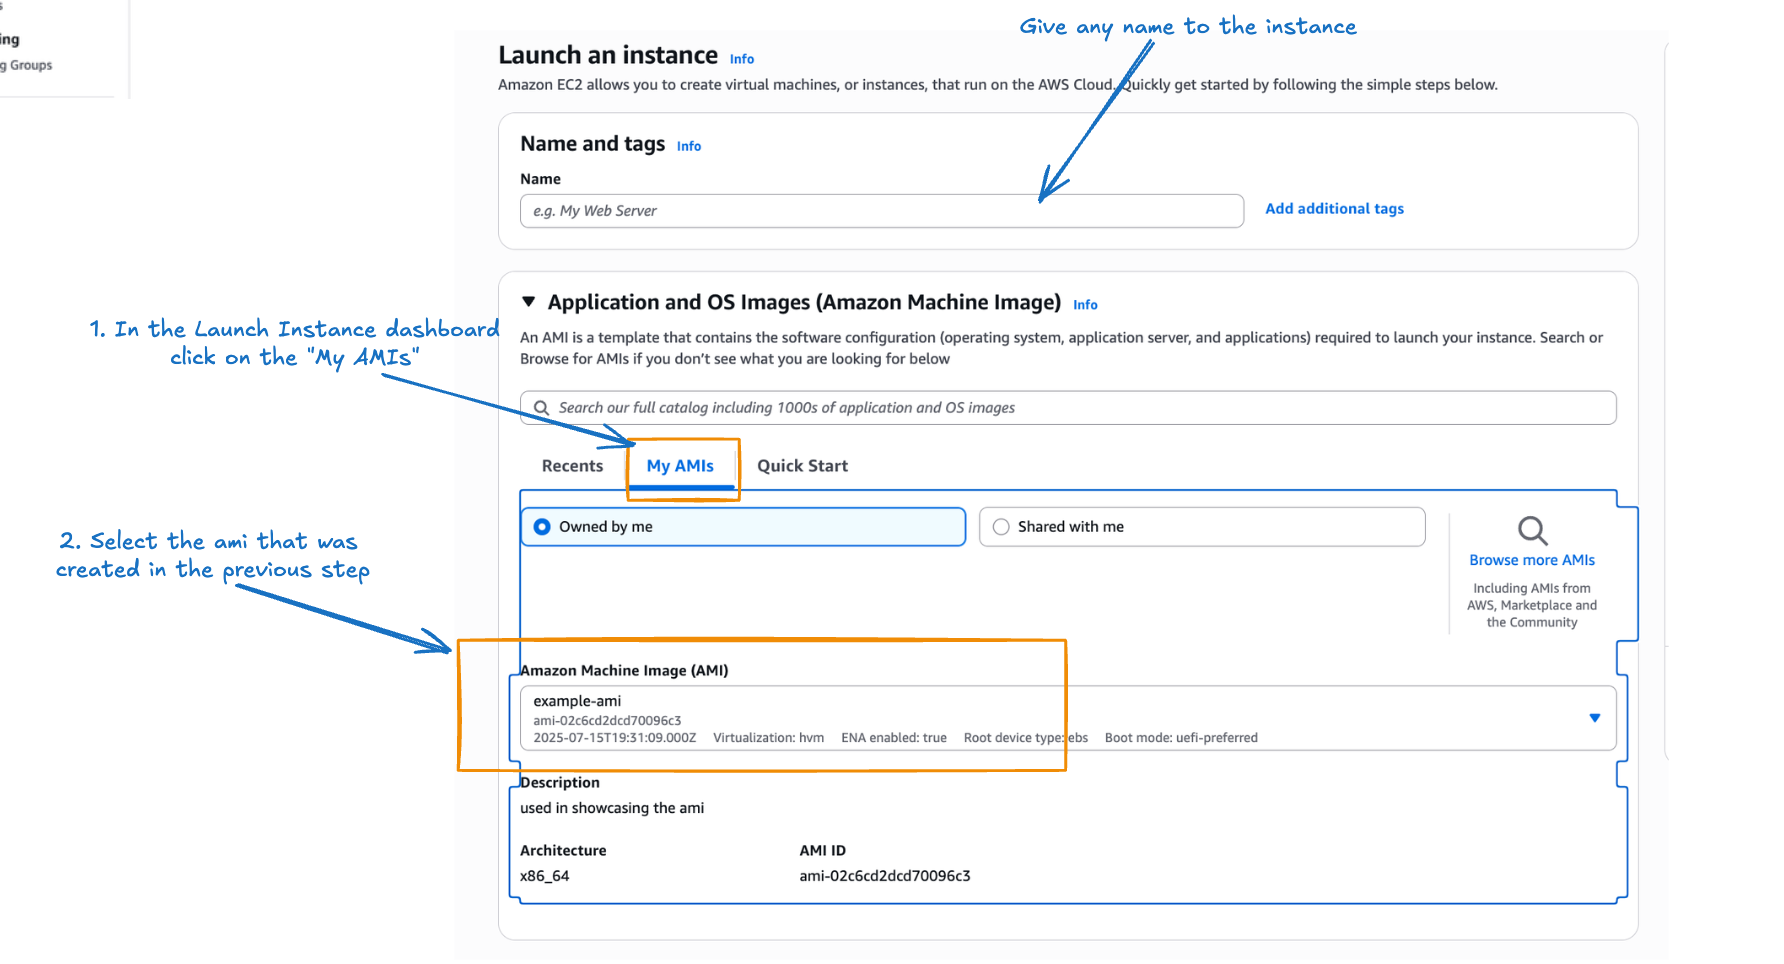 ing
g Groups
Give any name to the instance
Launch an instance Info
Amazon EC2 allows you to create virtual machines, or instances, that run on the AWS Cloud. Quickly get started by following the simple steps below.
Name and tags Info
Name
e.g. My Web Server
Add additional tags
1. In the Launch Instance dashboard
click on the "My AMIs"
Application and OS Images (Amazon Machine Image) Info
An AMI is a template that contains the software configuration (operating system, application server, and applications) required to launch your instance. Search or
Browse for AMIs if you don’t see what you are looking for below
Search our full catalog including 1000s of application and OS images
Recents My AMIs Quick Start
Owned by me
Shared with me
Browse more AMIs
Including AMIs from
AWS, Marketplace and
the Community
2. Select the ami that was
created in the previous step
Amazon Machine Image (AMI)
example-ami
ami-02c6cd2dcd70096c3
2025-07-15T19:31:09.000Z Virtualization: hvm ENA enabled: true Root device type: ebs Boot mode: uefi-preferred
Description
used in showcasing the ami
Architecture AMI ID
x86_64 ami-02c6cd2dcd70096c3